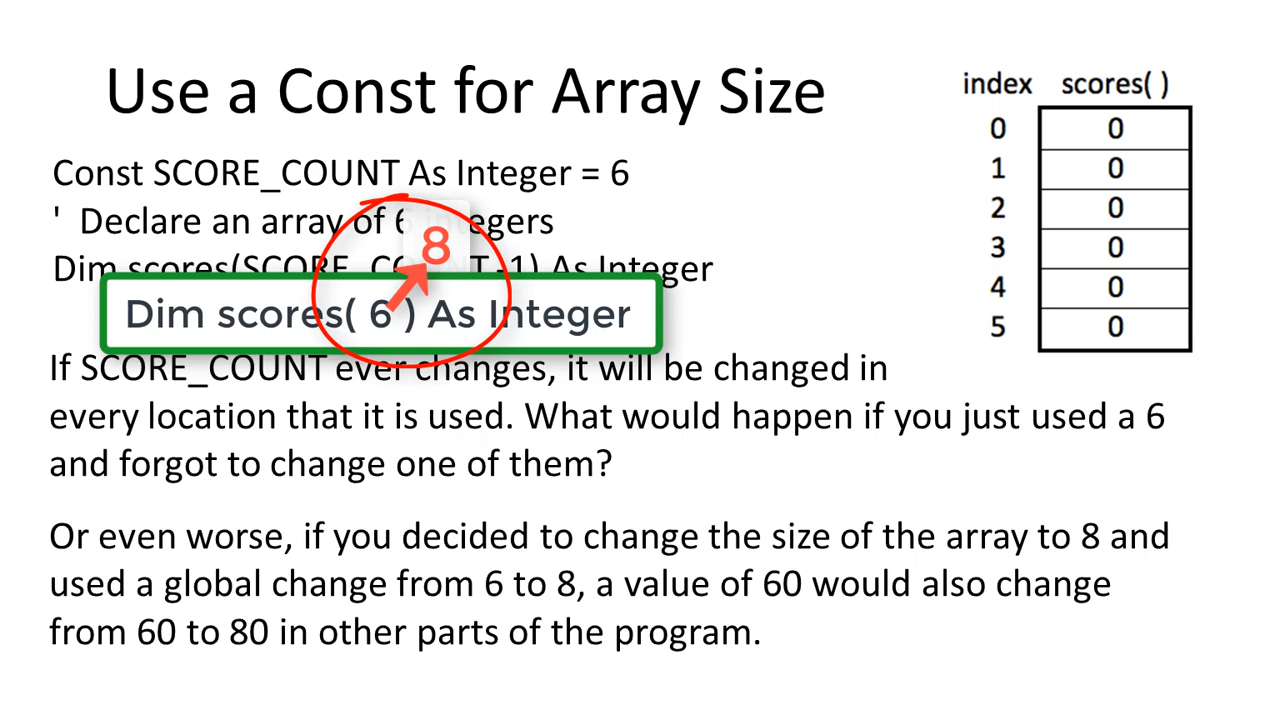 Use a Const for Array Size
Const SCORE_COUNT As Integer = 6
' Declare an array of 6 integers
Dim scores(SCORE_COUNT -1) As Integer
8
Dim scores( 6 ) As Integer
If SCORE_COUNT ever changes, it will be changed in
every location that it is used. What would happen if you just used a 6
and forgot to change one of them?
Or even worse, if you decided to change the size of the array to 8 and
used a global change from 6 to 8, a value of 60 would also change
from 60 to 80 in other parts of the program.
index scores( )
0 0
1 0
2 0
3 0
4 0
5 0